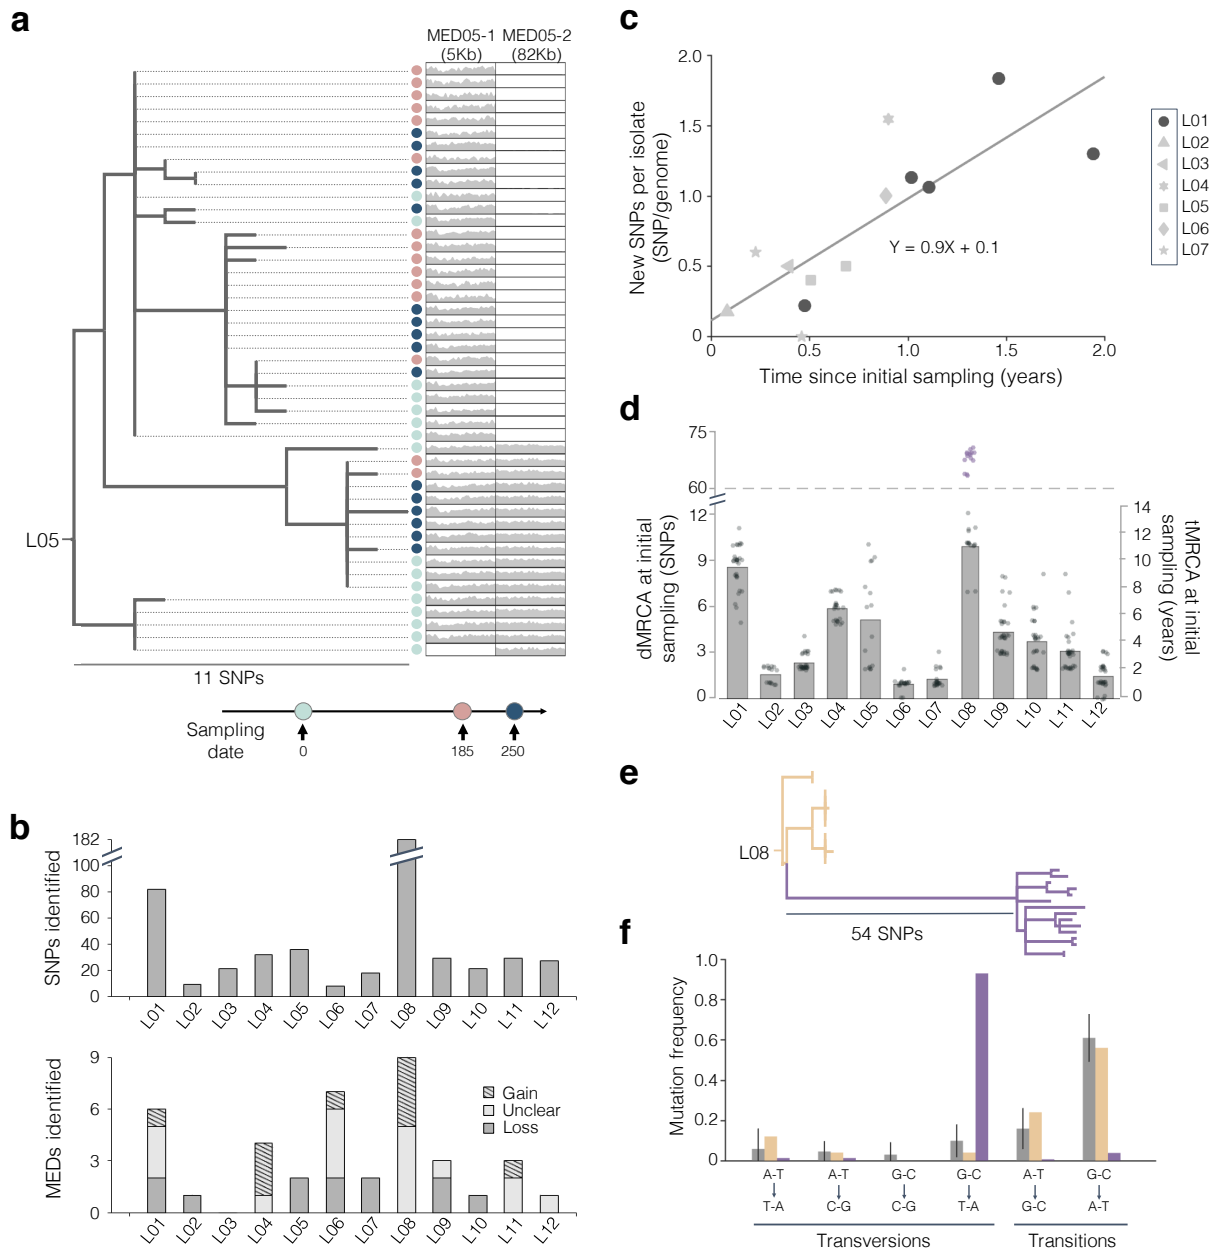 a
MED05-1 MED05-2
(5Kb) (82Kb)
L05
11 SNPs
Sampling
date
0 185 250
b
SNPs identified
182
100
80
60
40
20
0
L01 L02 L03 L04 L05 L06 L07 L08 L09 L10 L11 L12
MEDs identified
9
6
3
0
Gain
Unclear
Loss
L01 L02 L03 L04 L05 L06 L07 L08 L09 L10 L11 L12
c
New SNPs per isolate
(SNP/genome)
2.0
1.5
1.0
0.5
0
Y = 0.9X + 0.1
0 0.5 1.0 1.5 2.0
Time since initial sampling (years)
L01
L02
L03
L04
L05
L06
L07
d
dMRCA at initial
sampling (SNPs)
75
60
12
9
6
3
0
14
12
10
8
6
4
2
0
tMRCA at initial
sampling (years)
L01 L02 L03 L04 L05 L06 L07 L08 L09 L10 L11 L12
e
L08
54 SNPs
f
Mutation frequency
1.0
0.8
0.6
0.4
0.2
0
A-T A-T G-C G-C A-T G-C
T-A C-G C-G T-A G-C A-T
Transversions Transitions